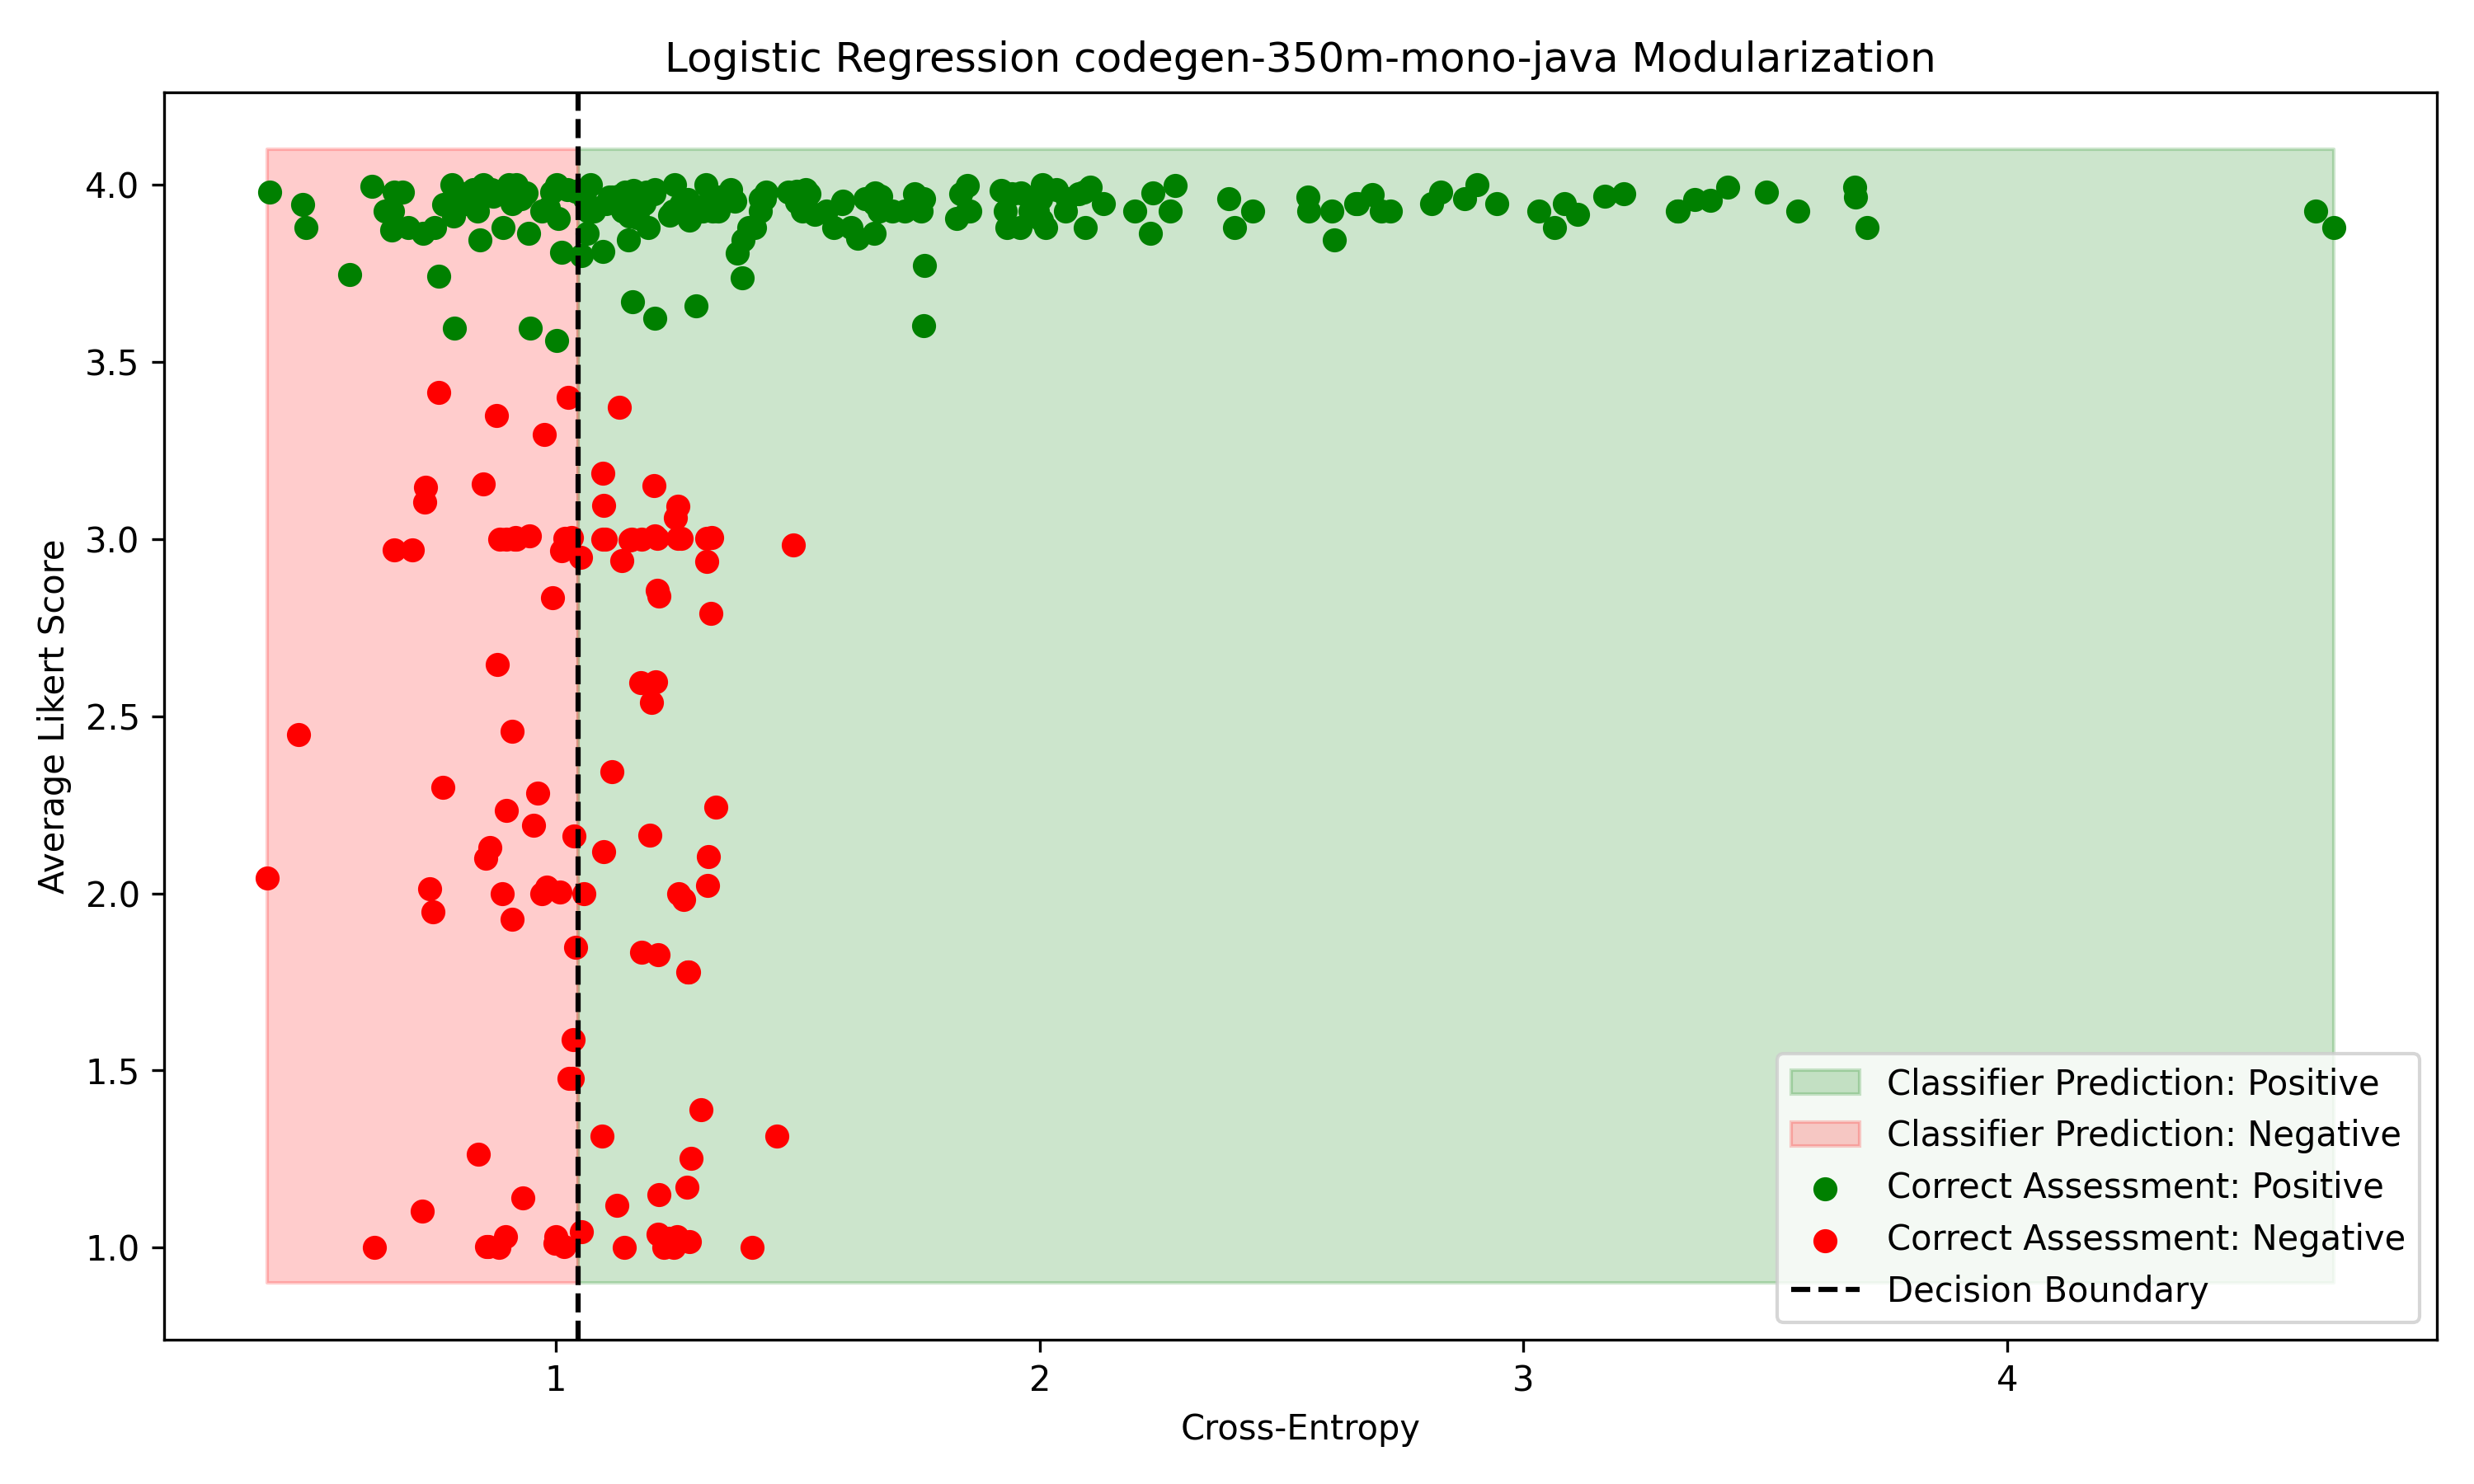 Logistic Regression codegen-350m-mono-java Modularization
Average Likert Score
4.0
3.5
3.0
2.5
2.0
1.5
1.0
Classifier Prediction: Positive
Classifier Prediction: Negative
Correct Assessment: Positive
Correct Assessment: Negative
Decision Boundary
1 2 3 4
Cross-Entropy